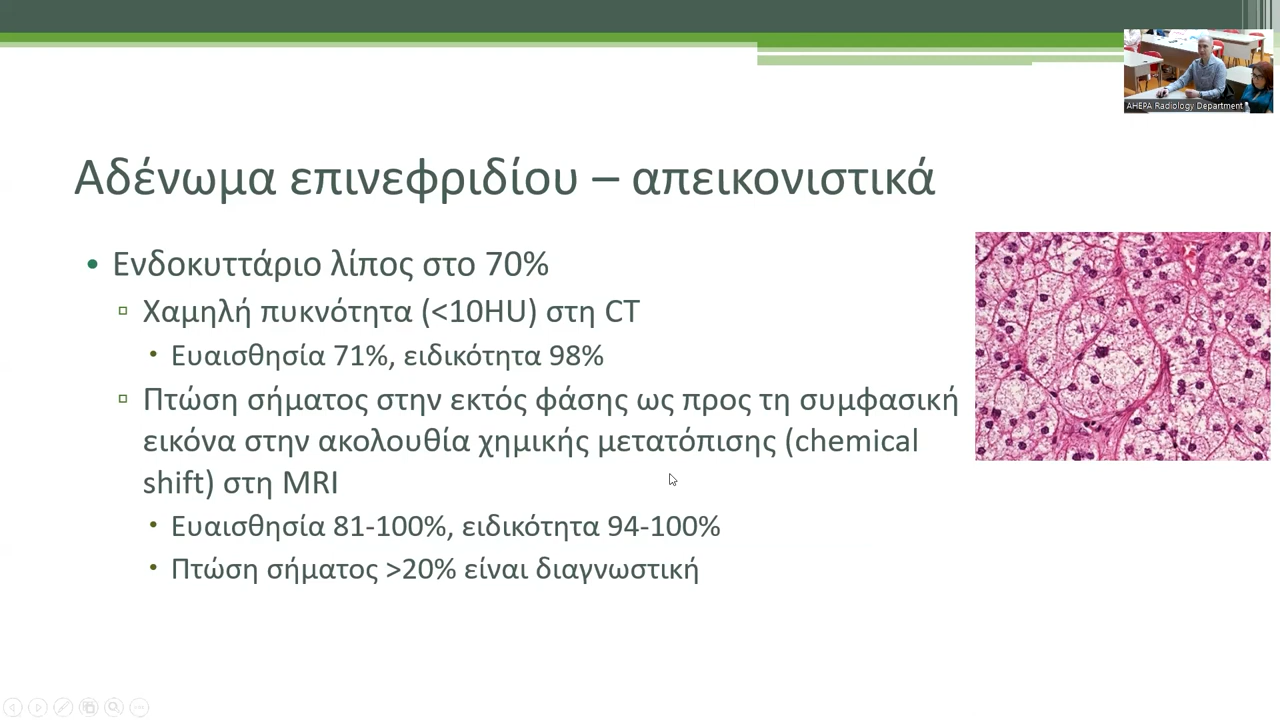 AHEPA Radiology Department
Αδένωμα επινεφριδίου – απεικονιστικά
• Ενδοκυττάριο λίπος στο 70%
▫ Χαμηλή πυκνότητα (<10HU) στη CT
• Ευαισθησία 71%, ειδικότητα 98%
▫ Πτώση σήματος στην εκτός φάσης ως προς τη συμφασική
εικόνα στην ακολουθία χημικής μετατόπισης (chemical
shift) στη MRI
• Ευαισθησία 81-100%, ειδικότητα 94-100%
• Πτώση σήματος >20% είναι διαγνωστική